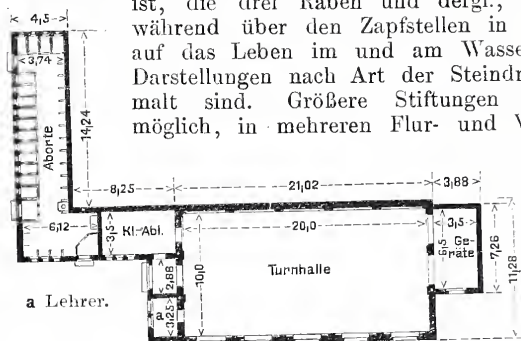 ist, die drei Raben und dergl.,
während über den Zapfstellen in
auf das Leben im und am Wasse
Darstellungen nach Art der Steindr
malt sind. Größere Stiftungen
möglich, in mehreren Flur- und V
4,5
3,74
14,24
Aborte
8,25
21,02
3,88
6,12
3,5
Kl. Abl.
20,0
3,5
Ge-
räte
6,5
7,26
11,28
10,0
Turnhalle
2,88
a
3,25
a Lehrer.